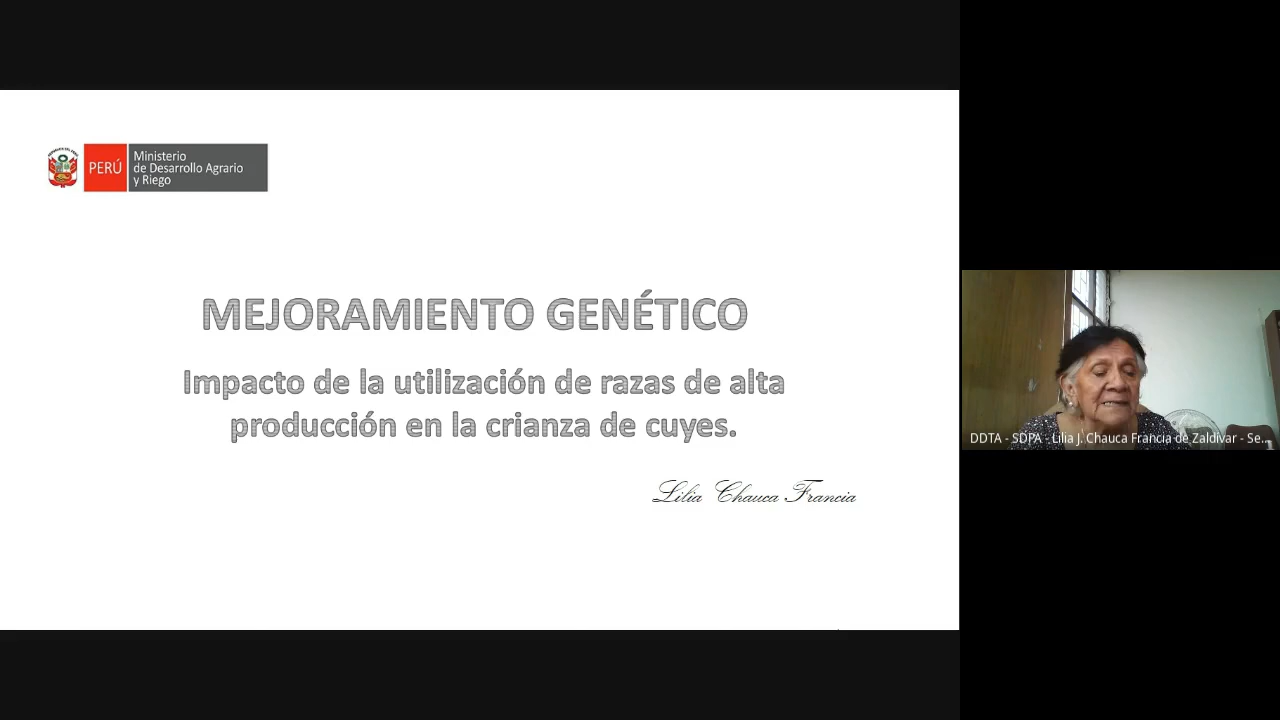 PERÚ
Ministerio
de Desarrollo Agrario
y Riego
MEJORAMIENTO GENÉTICO
Impacto de la utilización de razas de alta
producción en la crianza de cuyes.
Lilia Chauca Francia
DDTA - SDPA - Lilia J. Chauca Francia de Zaldivar - Se...